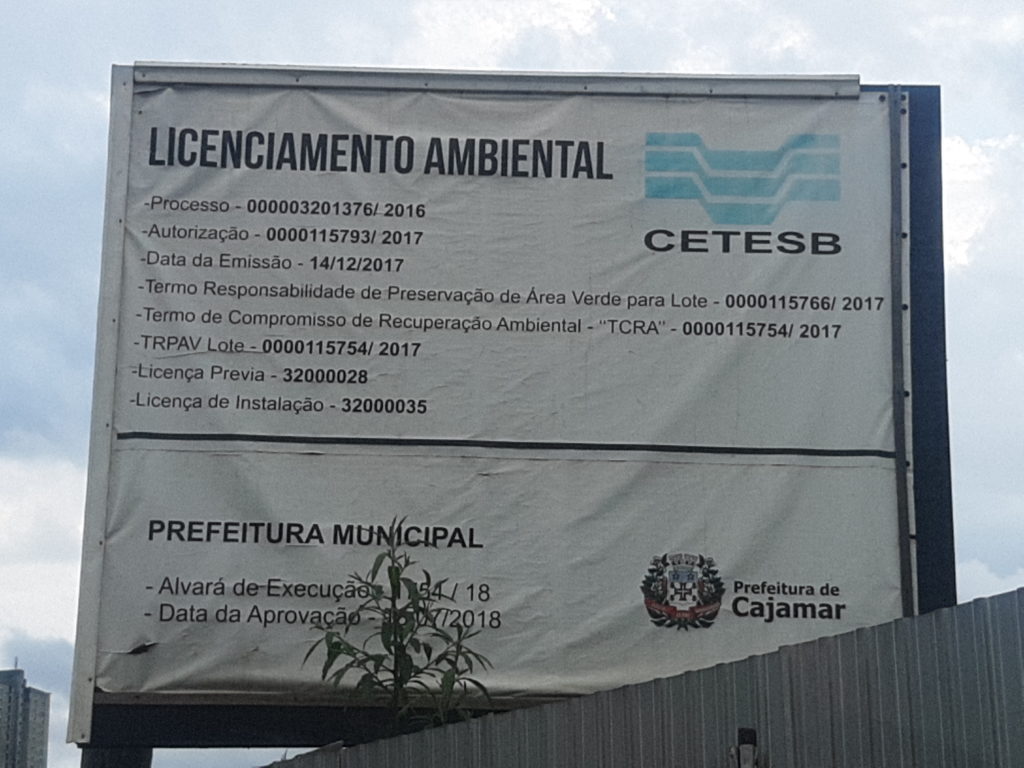 LICENCIAMENTO AMBIENTAL
CETESB
-Processo - 000003201376/ 2016
-Autorização - 0000115793/ 2017
-Data da Emissão - 14/12/2017
-Termo Responsabilidade de Preservação de Área Verde para Lote - 0000115766/ 2017
-Termo de Compromisso de Recuperação Ambiental - "TCRA" - 0000115754/ 2017
-TRPAV Lote - 0000115754/ 2017
-Licença Previa - 32000028
-Licença de Instalação - 32000035
PREFEITURA MUNICIPAL
- Alvará de Execução / 18
- Data da Aprovação - /2018
Prefeitura de
Cajamar